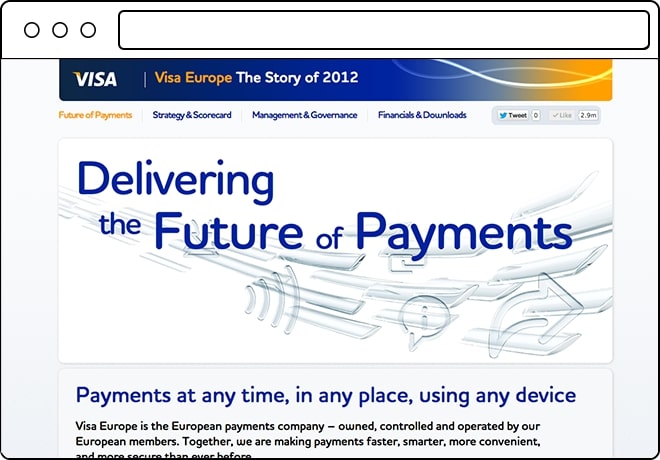 VISA | Visa Europe The Story of 2012
Future of Payments Strategy & Scorecard Management & Governance Financials & Downloads Tweet 0 Like 2.9m
Delivering
the Future of Payments
Payments at any time, in any place, using any device
Visa Europe is the European payments company – owned, controlled and operated by our
European members. Together, we are making payments faster, smarter, more convenient,
and more secure than ever before.